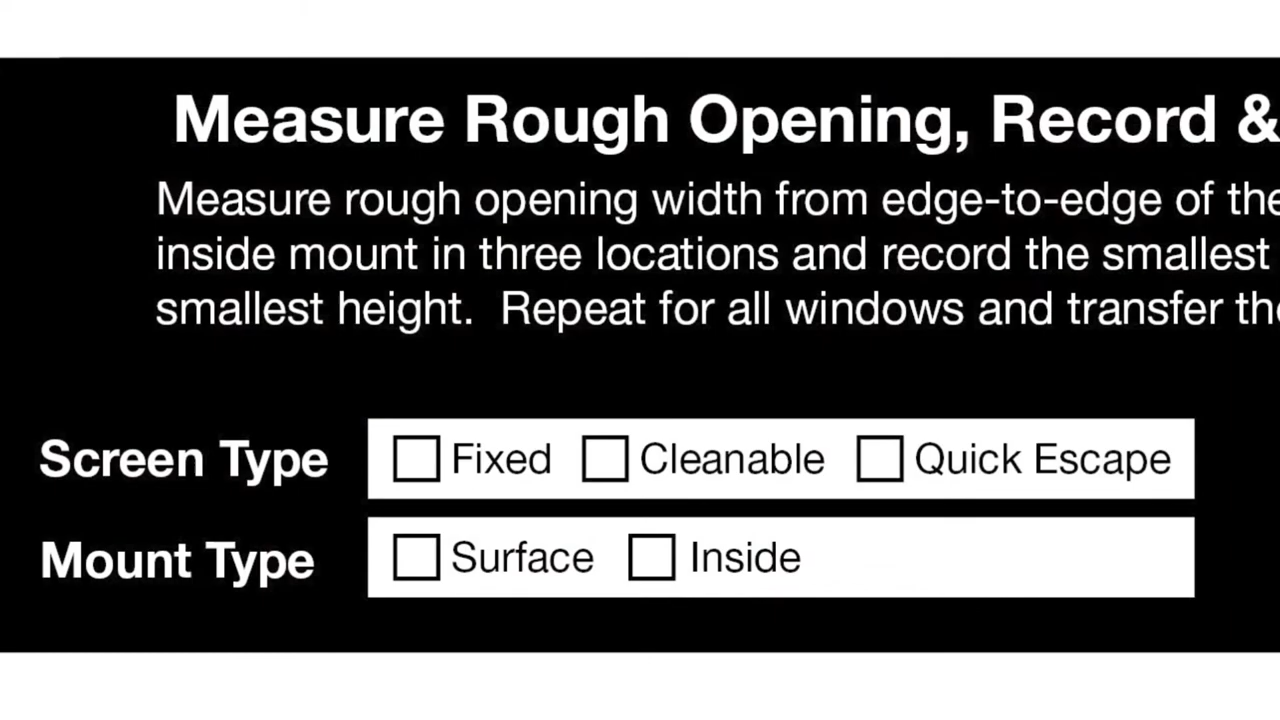 Measure Rough Opening, Record &
Measure rough opening width from edge-to-edge of the
inside mount in three locations and record the smallest
smallest height. Repeat for all windows and transfer the
Screen Type Fixed Cleanable Quick Escape
Mount Type Surface Inside